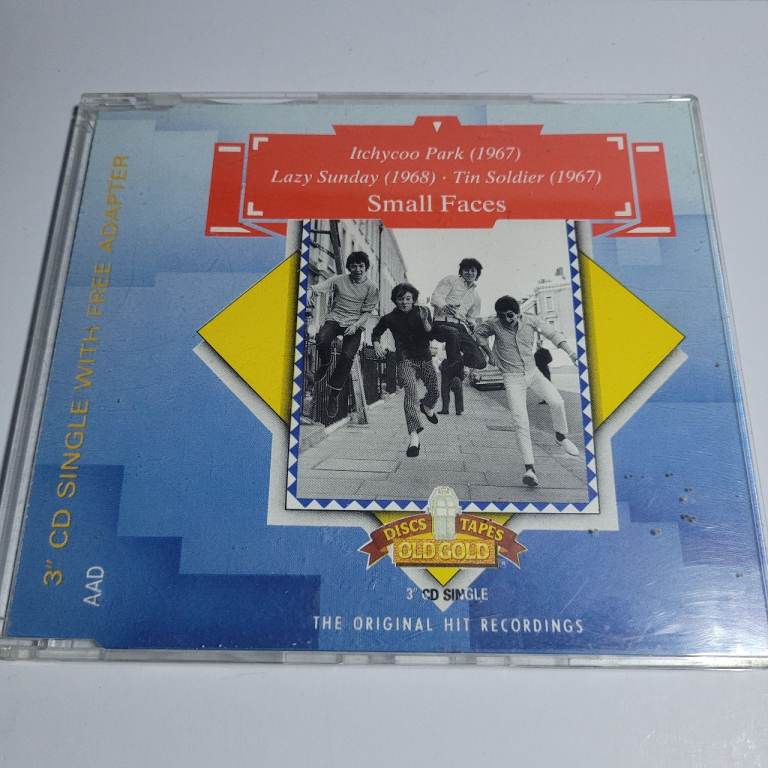 Itchycoo Park (1967)
Lazy Sunday (1968) · Tin Soldier (1967)
Small Faces
3" CD SINGLE WITH FREE ADAPTER
AAD
DISCS TAPES
OLD GOLD
®
3" CD SINGLE
THE ORIGINAL HIT RECORDINGS